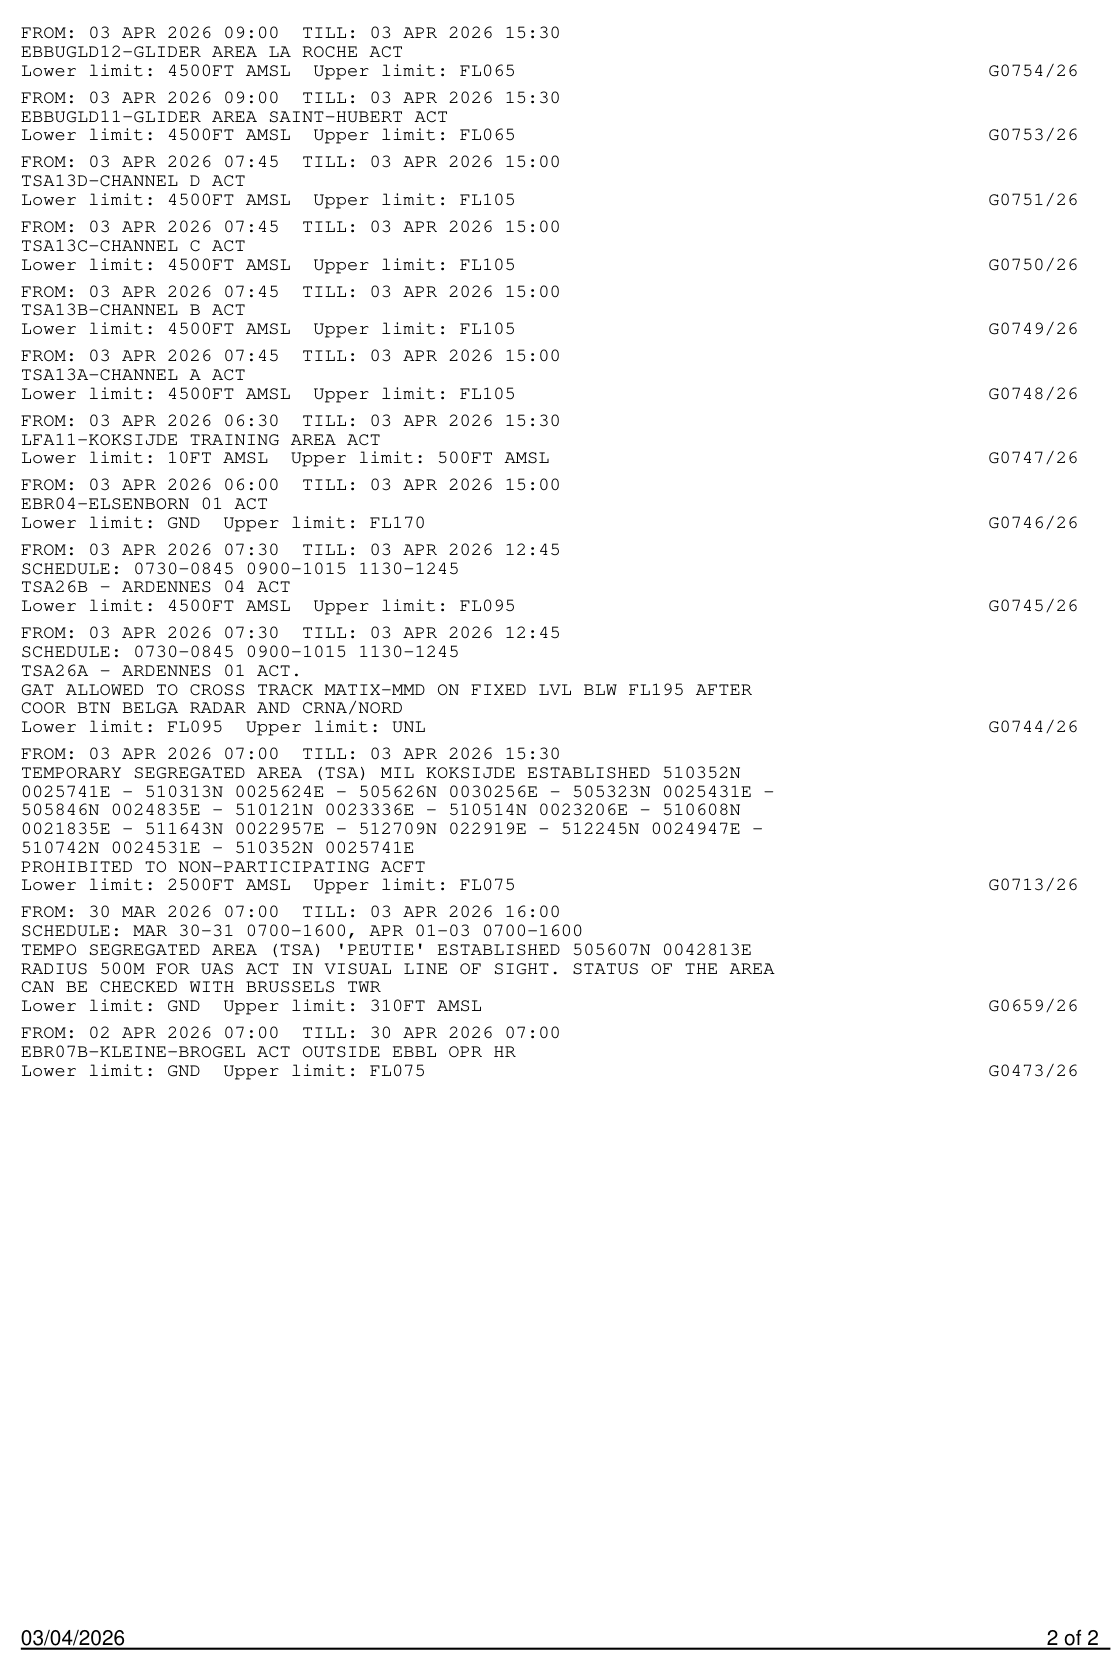 FROM: 03 APR 2026 09:00  TILL: 03 APR 2026 15:30
EBBUGLD12-GLIDER AREA LA ROCHE ACT
Lower limit: 4500FT AMSL  Upper limit: FL065 G0754/26
FROM: 03 APR 2026 09:00  TILL: 03 APR 2026 15:30
EBBUGLD11-GLIDER AREA SAINT-HUBERT ACT
Lower limit: 4500FT AMSL  Upper limit: FL065 G0753/26
FROM: 03 APR 2026 07:45  TILL: 03 APR 2026 15:00
TSA13D-CHANNEL D ACT
Lower limit: 4500FT AMSL  Upper limit: FL105 G0751/26
FROM: 03 APR 2026 07:45  TILL: 03 APR 2026 15:00
TSA13C-CHANNEL C ACT
Lower limit: 4500FT AMSL  Upper limit: FL105 G0750/26
FROM: 03 APR 2026 07:45  TILL: 03 APR 2026 15:00
TSA13B-CHANNEL B ACT
Lower limit: 4500FT AMSL  Upper limit: FL105 G0749/26
FROM: 03 APR 2026 07:45  TILL: 03 APR 2026 15:00
TSA13A-CHANNEL A ACT
Lower limit: 4500FT AMSL  Upper limit: FL105 G0748/26
FROM: 03 APR 2026 06:30  TILL: 03 APR 2026 15:30
LFA11-KOKSIJDE TRAINING AREA ACT
Lower limit: 10FT AMSL  Upper limit: 500FT AMSL G0747/26
FROM: 03 APR 2026 06:00  TILL: 03 APR 2026 15:00
EBR04-ELSENBORN 01 ACT
Lower limit: GND  Upper limit: FL170 G0746/26
FROM: 03 APR 2026 07:30  TILL: 03 APR 2026 12:45
SCHEDULE: 0730-0845 0900-1015 1130-1245
TSA26B - ARDENNES 04 ACT
Lower limit: 4500FT AMSL  Upper limit: FL095 G0745/26
FROM: 03 APR 2026 07:30  TILL: 03 APR 2026 12:45
SCHEDULE: 0730-0845 0900-1015 1130-1245
TSA26A - ARDENNES 01 ACT.
GAT ALLOWED TO CROSS TRACK MATIX-MMD ON FIXED LVL BLW FL195 AFTER
COOR BTN BELGA RADAR AND CRNA/NORD
Lower limit: FL095  Upper limit: UNL G0744/26
FROM: 03 APR 2026 07:00  TILL: 03 APR 2026 15:30
TEMPORARY SEGREGATED AREA (TSA) MIL KOKSIJDE ESTABLISHED 510352N
0025741E - 510313N 0025624E - 505626N 0030256E - 505323N 0025431E -
505846N 0024835E - 510121N 0023336E - 510514N 0023206E - 510608N
0021835E - 511643N 0022957E - 512709N 022919E - 512245N 0024947E -
510742N 0024531E - 510352N 0025741E
PROHIBITED TO NON-PARTICIPATING ACFT
Lower limit: 2500FT AMSL  Upper limit: FL075 G0713/26
FROM: 30 MAR 2026 07:00  TILL: 03 APR 2026 16:00
SCHEDULE: MAR 30-31 0700-1600, APR 01-03 0700-1600
TEMPO SEGREGATED AREA (TSA) 'PEUTIE' ESTABLISHED 505607N 0042813E
RADIUS 500M FOR UAS ACT IN VISUAL LINE OF SIGHT. STATUS OF THE AREA
CAN BE CHECKED WITH BRUSSELS TWR
Lower limit: GND  Upper limit: 310FT AMSL G0659/26
FROM: 02 APR 2026 07:00  TILL: 30 APR 2026 07:00
EBR07B-KLEINE-BROGEL ACT OUTSIDE EBBL OPR HR
Lower limit: GND  Upper limit: FL075 G0473/26
03/04/2026 2 of 2